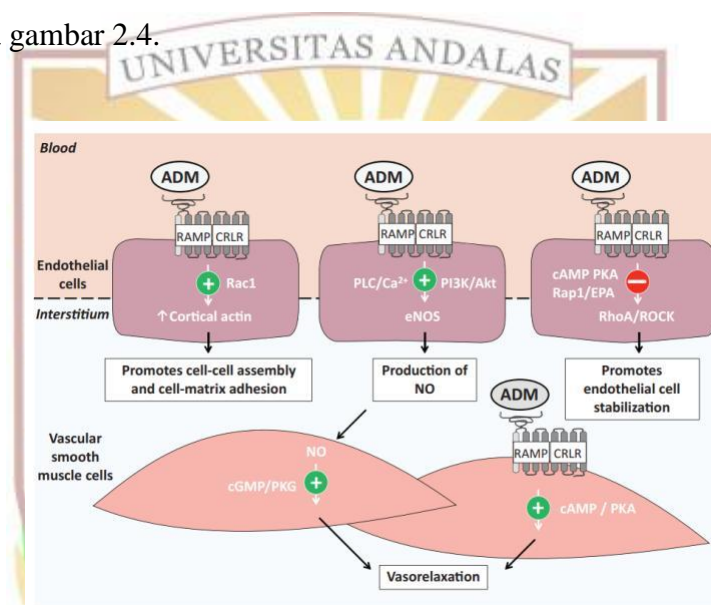 gambar 2.4.
UNIVERSITAS ANDALAS
Blood
ADM
ADM
ADM
RAMP CRLR
RAMP CRLR
RAMP CRLR
Endothelial
cells
Interstitium
+ Rac1
↑ Cortical actin
PLC/Ca²⁺ + PI3K/Akt
eNOS
cAMP PKA
Rap1/EPA
RhoA/ROCK
Promotes cell-cell assembly
and cell-matrix adhesion
Production of
NO
Promotes
endothelial cell
stabilization
ADM
RAMP CRLR
Vascular
smooth
muscle cells
NO
cGMP/PKG +
+ cAMP / PKA
Vasorelaxation